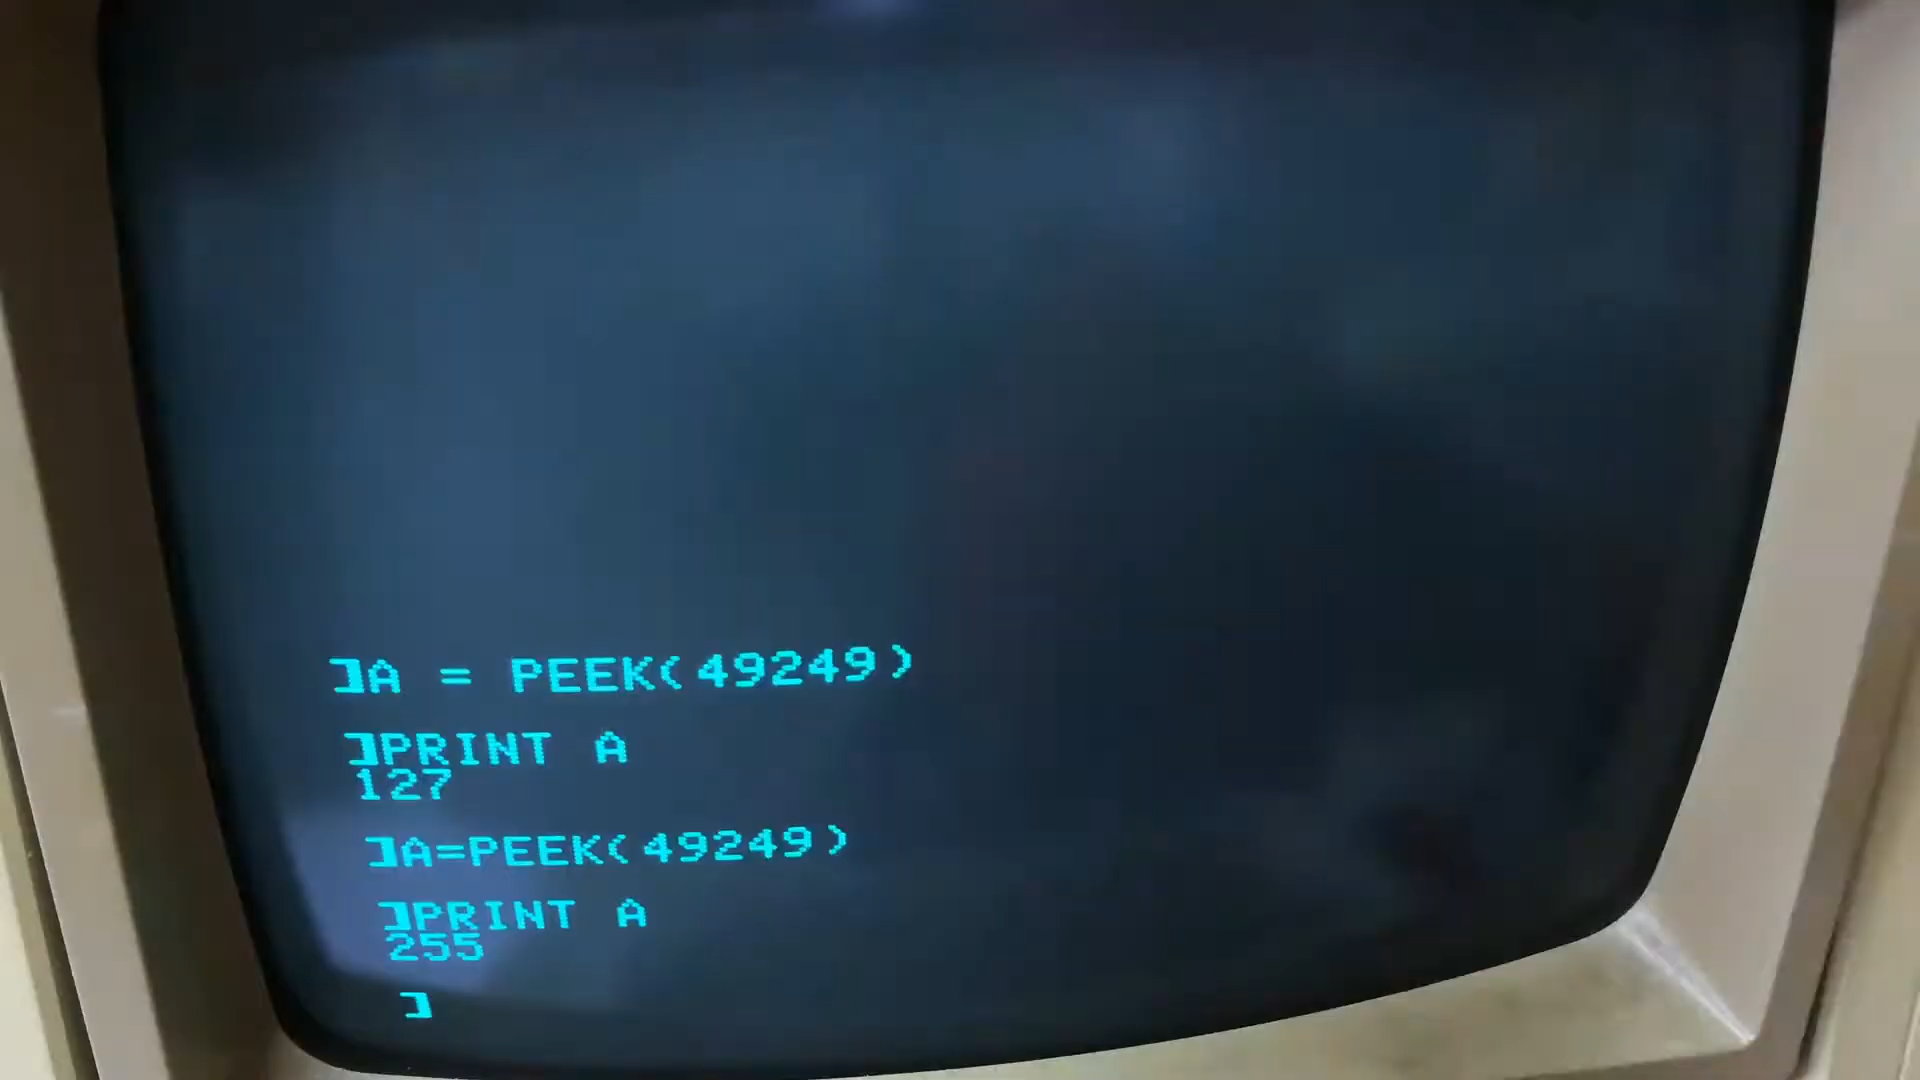 ]A = PEEK(49249)
]PRINT A
127
]A=PEEK(49249)
]PRINT A
255
]